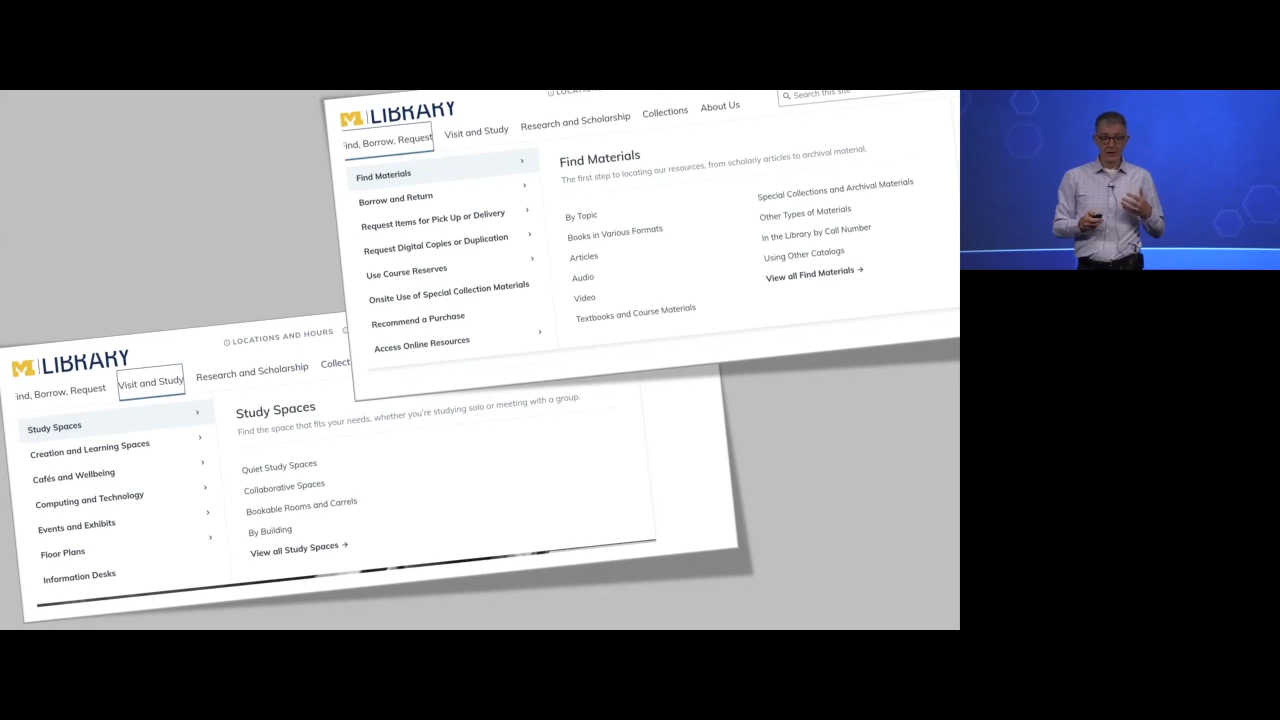 M LIBRARY
Search this site
Find, Borrow, Request
Visit and Study
Research and Scholarship
Collections
About Us
Find Materials
Borrow and Return
Request Items for Pick Up or Delivery
Request Digital Copies or Duplication
Use Course Reserves
Onsite Use of Special Collection Materials
Recommend a Purchase
Access Online Resources
Find Materials
The first step to locating our resources, from scholarly articles to archival material.
By Topic
Books in Various Formats
Articles
Audio
Video
Textbooks and Course Materials
Special Collections and Archival Materials
Other Types of Materials
In the Library by Call Number
Using Other Catalogs
View all Find Materials →
M LIBRARY
LOCATIONS AND HOURS
ind, Borrow, Request
Visit and Study
Research and Scholarship
Collect
Study Spaces
Creation and Learning Spaces
Cafés and Wellbeing
Computing and Technology
Events and Exhibits
Floor Plans
Information Desks
Study Spaces
Find the space that fits your needs, whether you're studying solo or meeting with a group.
Quiet Study Spaces
Collaborative Spaces
Bookable Rooms and Carrels
By Building
View all Study Spaces →